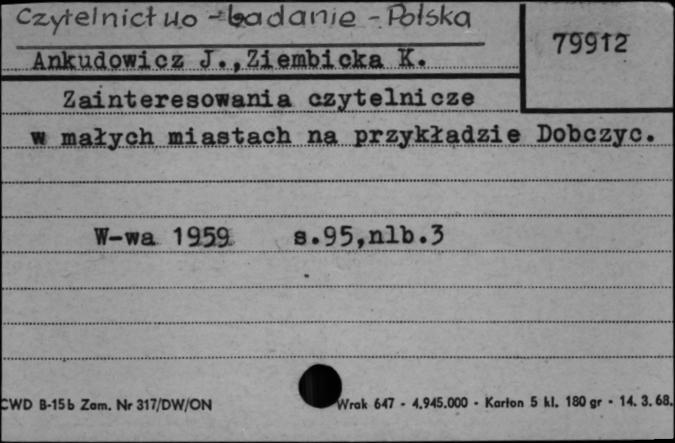 Czytelnictwo - badanie - Polska
79912
Ankudowicz J.,Ziembicka K.
Zainteresowania czytelnicze
w małych miastach na przykładzie Dobczyc.
W-wa 1959 s.95,nlb.3
CWD B-15b Zam. Nr 317/DW/ON Wrak 647 - 4.945.000 - Karton 5 kl. 180 gr - 14. 3. 68.